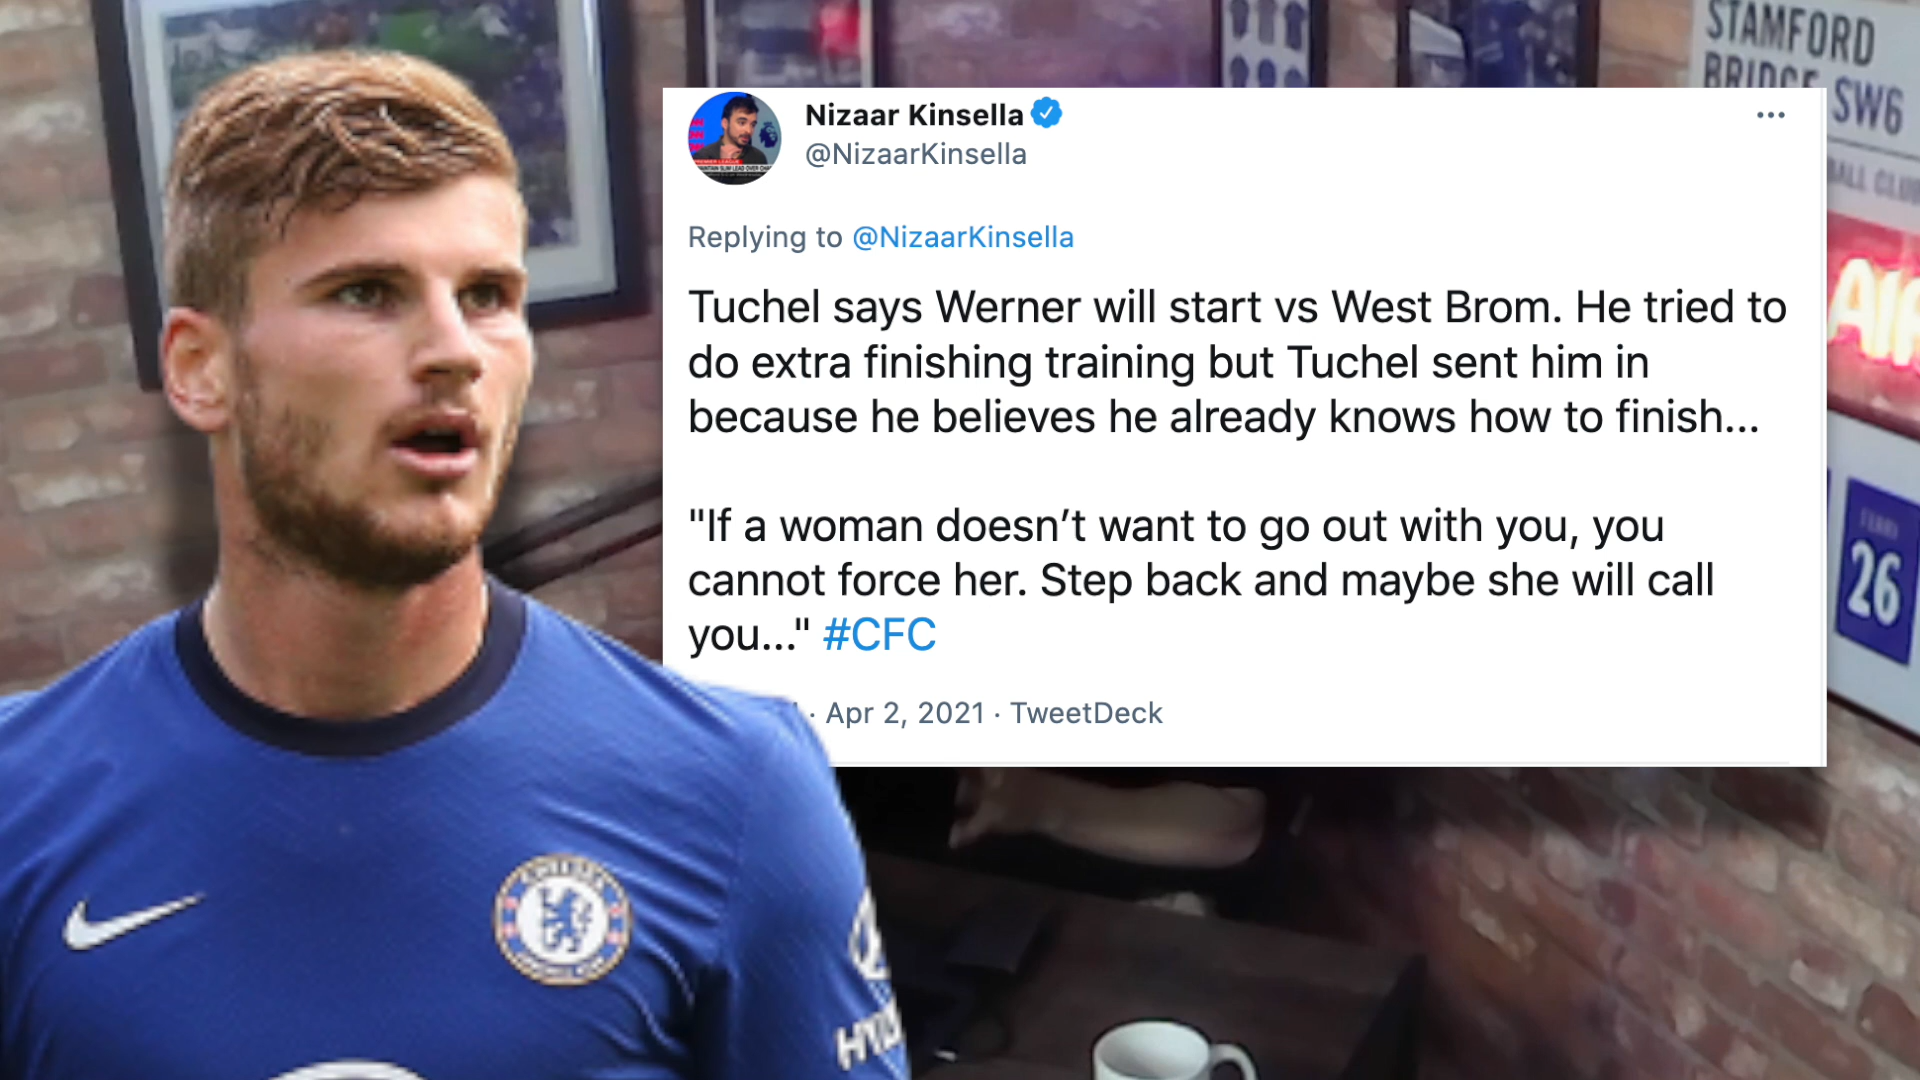 STAMFORD
BRIDGE SW6
Nizaar Kinsella
@NizaarKinsella
Replying to @NizaarKinsella
Tuchel says Werner will start vs West Brom. He tried to
do extra finishing training but Tuchel sent him in
because he believes he already knows how to finish...
"If a woman doesn’t want to go out with you, you
cannot force her. Step back and maybe she will call
you..." #CFC
· Apr 2, 2021 · TweetDeck
26
CHELSEA